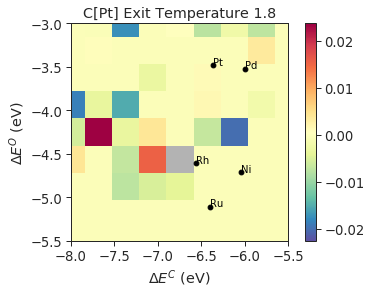 C[Pt] Exit Temperature 1.8
−3.0
−3.5
−4.0
−4.5
−5.0
−5.5
ΔE^O (eV)
Pt
Pd
Rh
Ni
Ru
−8.0 −7.5 −7.0 −6.5 −6.0 −5.5
ΔE^C (eV)
0.02
0.01
0.00
−0.01
−0.02